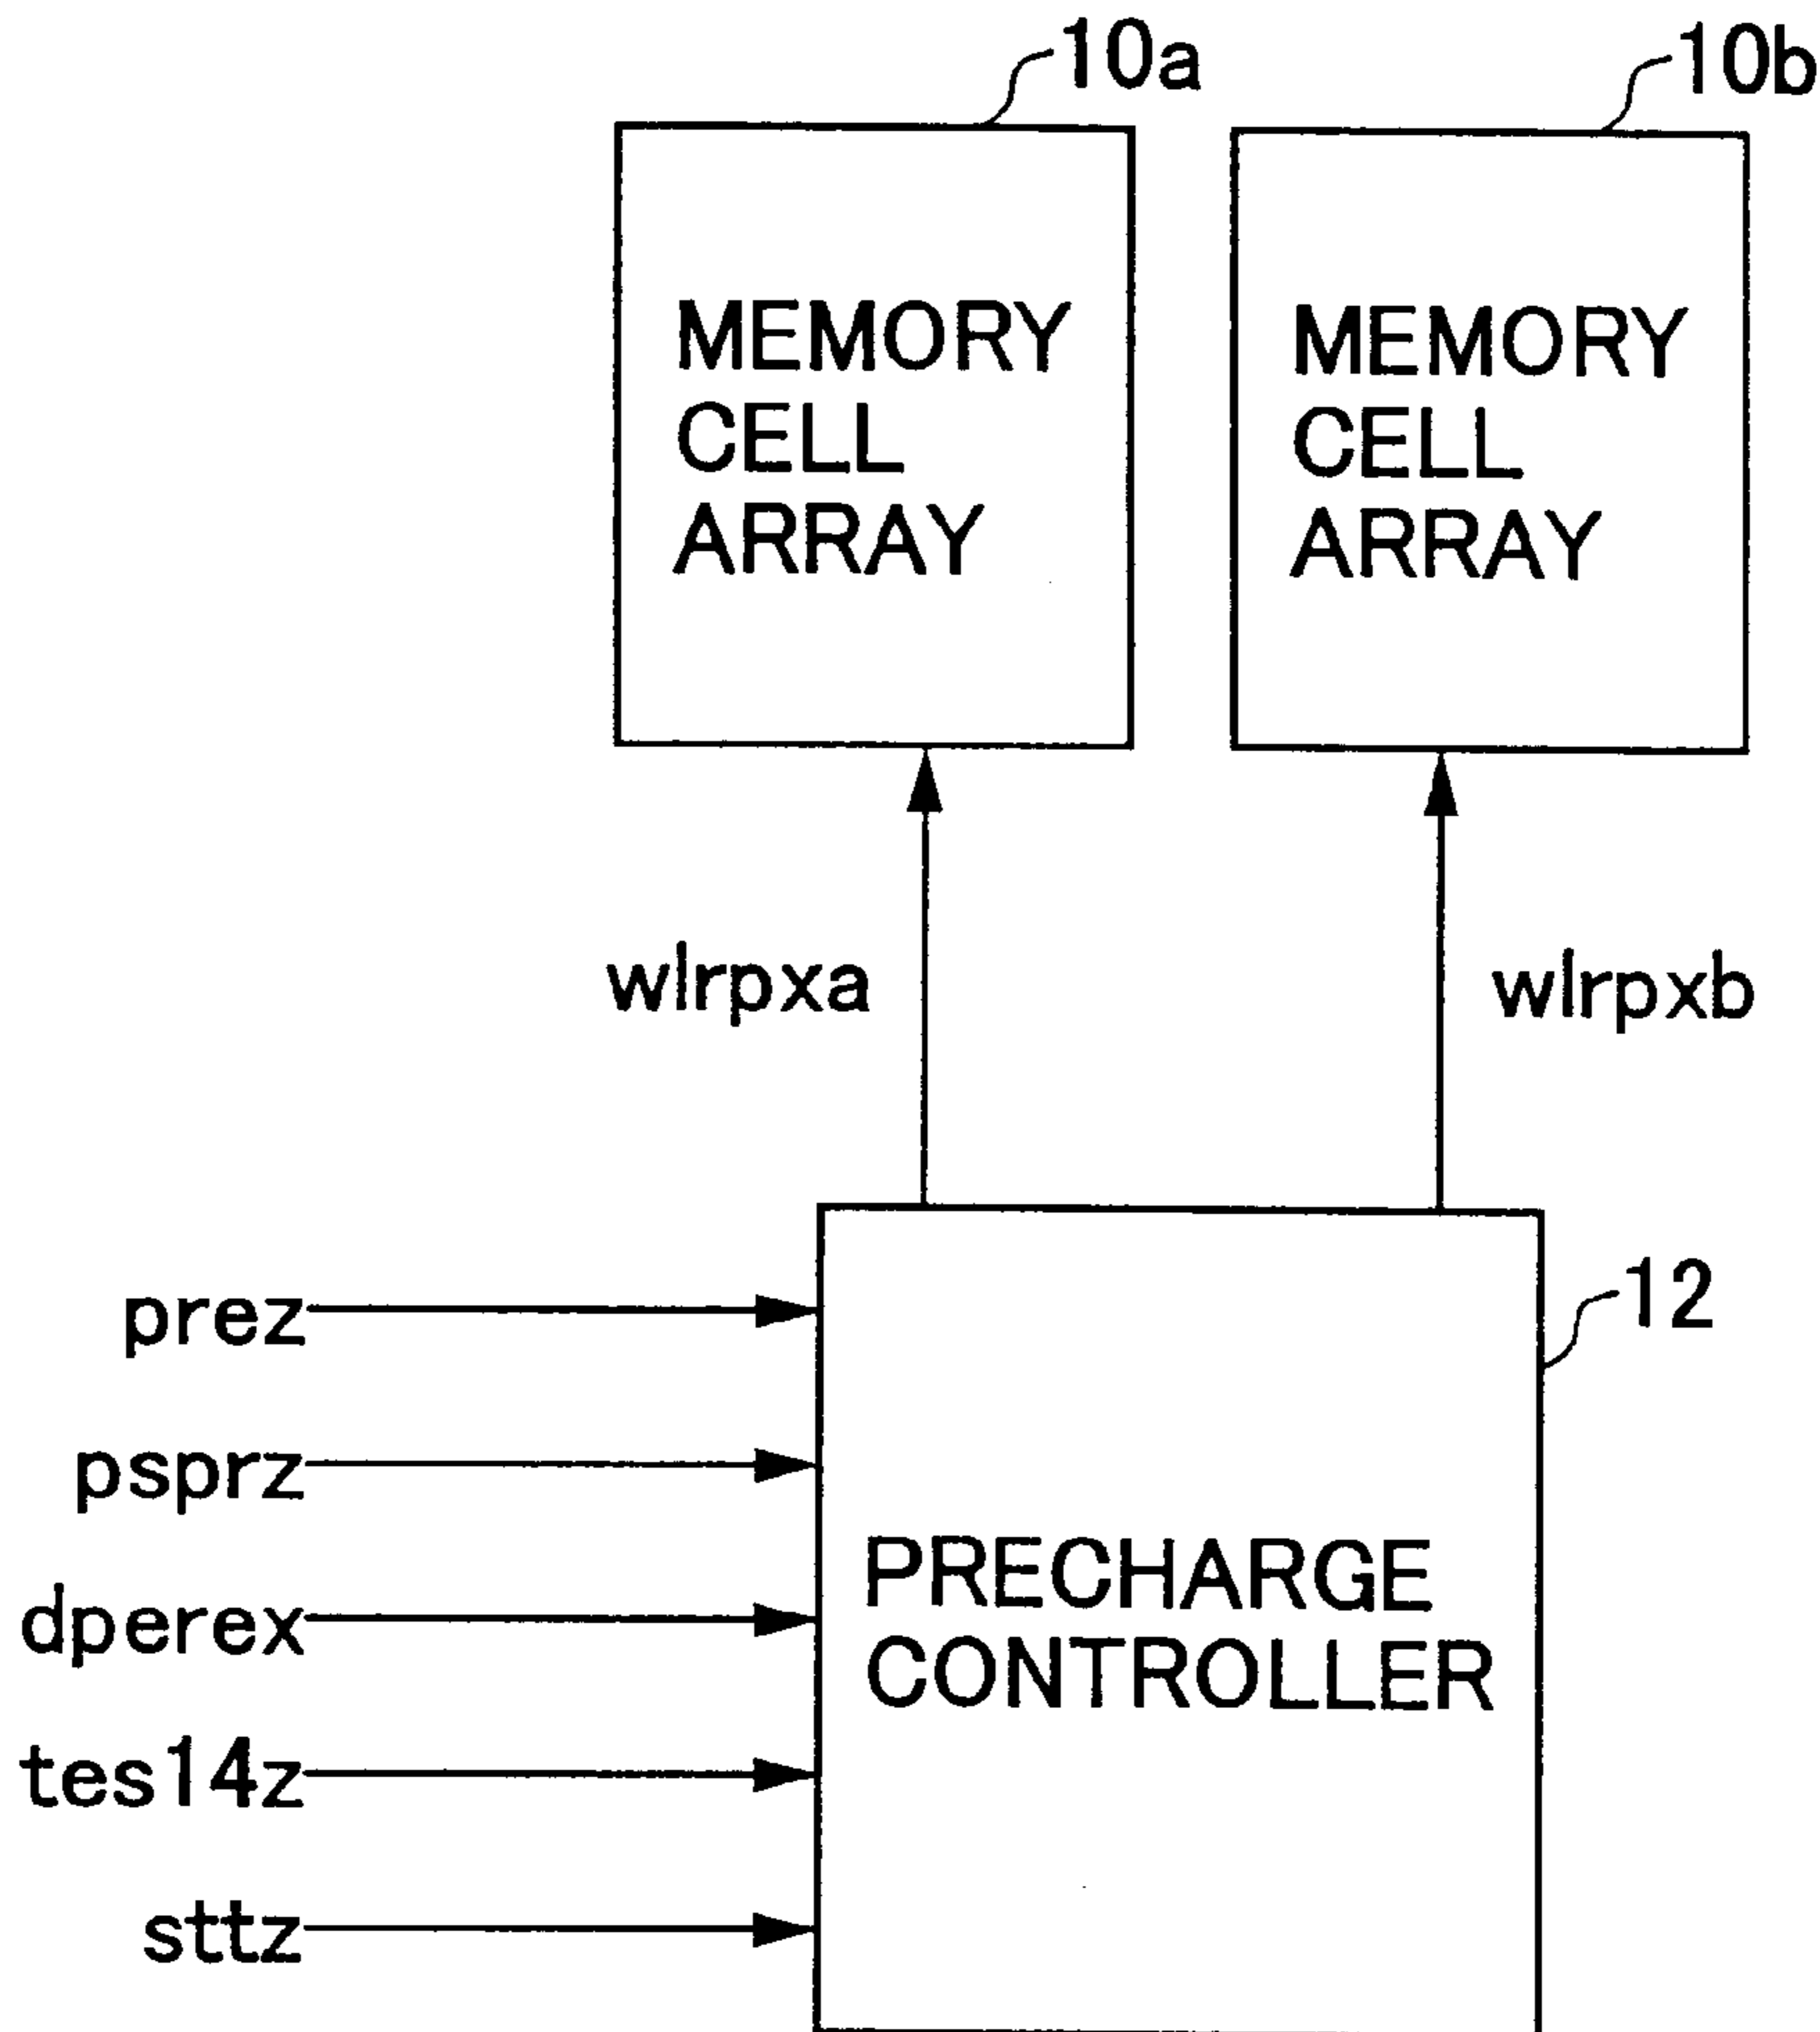 10a
10b
MEMORY
CELL
ARRAY
MEMORY
CELL
ARRAY
wlrpxa
wlrpxb
prez
12
psprz
PRECHARGE
CONTROLLER
dperex
tes14z
sttz